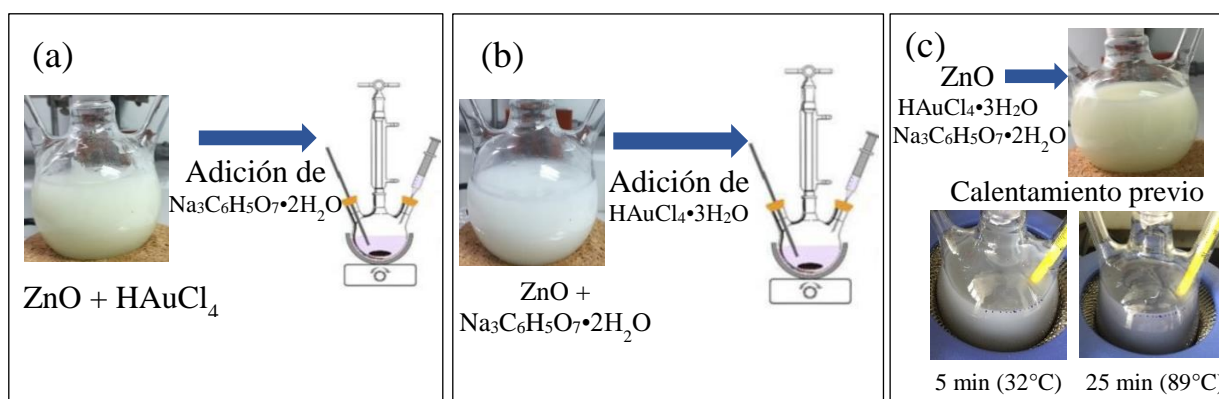 (a)
Adición de
Na₃C₆H₅O₇•2H₂O
ZnO + HAuCl₄
(b)
Adición de
HAuCl₄•3H₂O
ZnO +
Na₃C₆H₅O₇•2H₂O
(c)
ZnO
HAuCl₄•3H₂O
Na₃C₆H₅O₇•2H₂O
Calentamiento previo
5 min (32°C)
25 min (89°C)